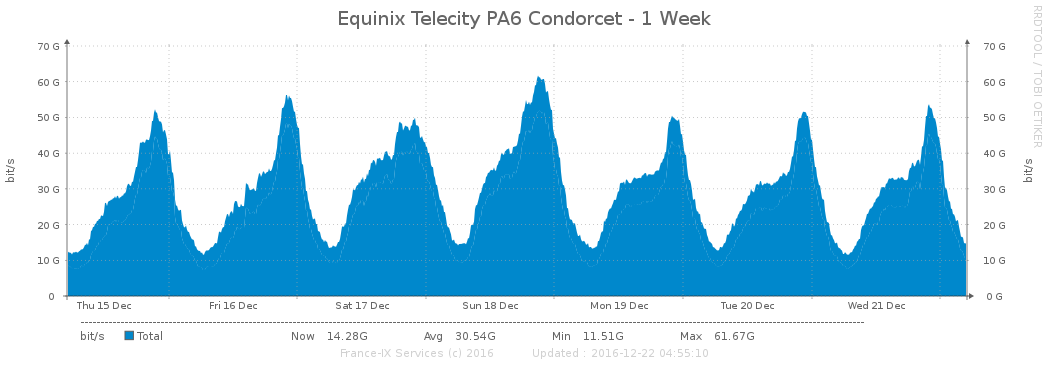 Equinix Telecity PA6 Condorcet - 1 Week
RRDTOOL / TOBI OETIKER
bit/s
70 G
60 G
50 G
40 G
30 G
20 G
10 G
0
70 G
60 G
50 G
40 G
30 G
20 G
10 G
0 G
bit/s
Thu 15 Dec Fri 16 Dec Sat 17 Dec Sun 18 Dec Mon 19 Dec Tue 20 Dec Wed 21 Dec
bit/s Total Now 14.28G Avg 30.54G Min 11.51G Max 61.67G
France-IX Services (c) 2016 Updated : 2016-12-22 04:55:10